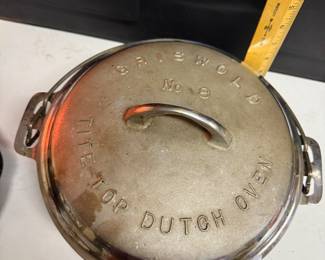 GRISWOLD
No 8
TITE TOP DUTCH OVEN